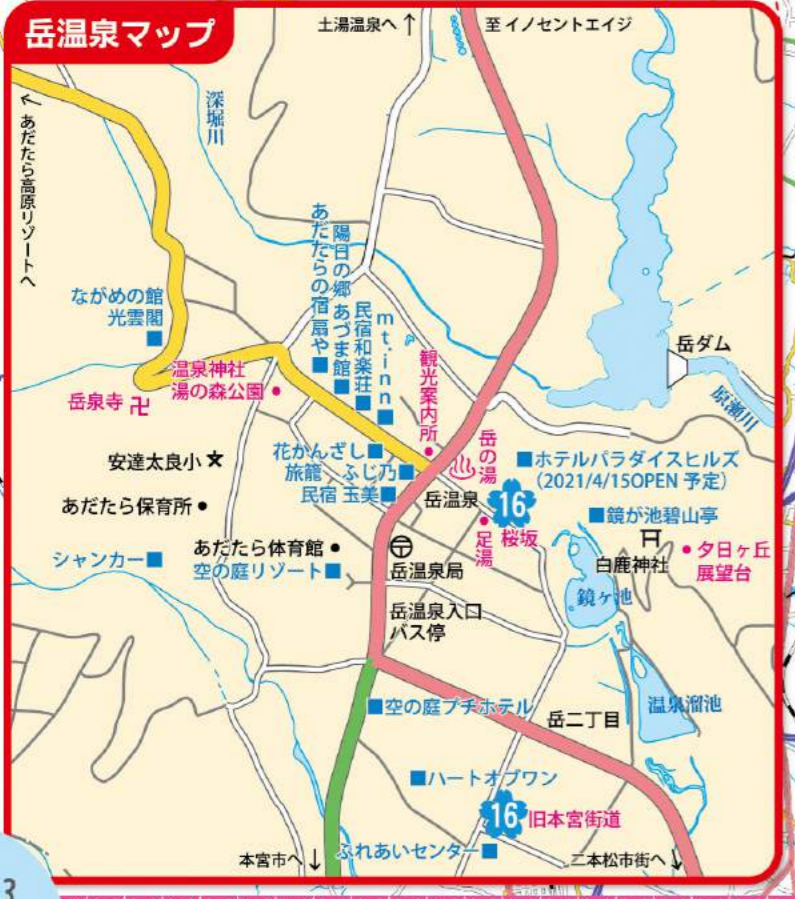 岳温泉マップ
土湯温泉へ↑
至 イノセントエイジ
←あだたら高原リゾートへ
深堀川
あだたらの宿 扇や■
陽日の郷 あづま館■
民宿和楽荘■
mt.inn■
観光案内所
ながめの館
光雲閣
■
温泉神社
湯の森公園●
岳泉寺卍
岳ダム
原瀬川
安達太良小
花かんざし■
旅籠 ふじ乃■
民宿 玉美■
岳の湯
■ホテルパラダイスヒルズ
(2021/4/15OPEN 予定)
岳温泉
16
桜坂
足湯
あだたら保育所●
■鏡が池碧山亭
白鹿神社
●夕日ヶ丘
展望台
シャンカー■
あだたら体育館●
空の庭リゾート■
岳温泉局
鏡ヶ池
岳温泉入口
バス停
■空の庭プチホテル
岳二丁目
温泉溜池
■ハートオブワン
16
旧本宮街道
本宮市へ↓
ふれあいセンター■
二本松市街へ↓
3